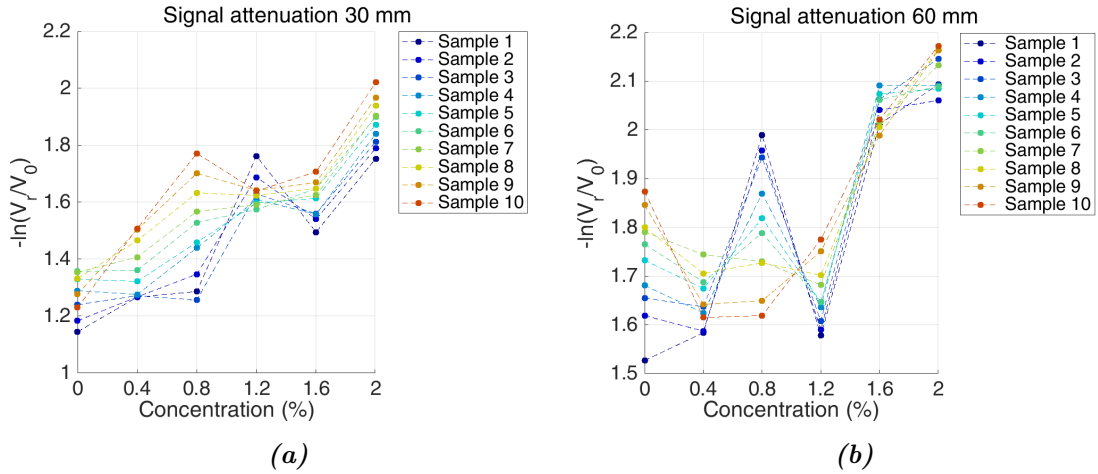 Signal attenuation 30 mm
2.2
2
1.8
1.6
1.4
1.2
1
-ln(Vr/V0)
0 0.4 0.8 1.2 1.6 2
Concentration (%)
Sample 1
Sample 2
Sample 3
Sample 4
Sample 5
Sample 6
Sample 7
Sample 8
Sample 9
Sample 10
(a)
Signal attenuation 60 mm
2.2
2.1
2
1.9
1.8
1.7
1.6
1.5
-ln(Vr/V0)
0 0.4 0.8 1.2 1.6 2
Concentration (%)
Sample 1
Sample 2
Sample 3
Sample 4
Sample 5
Sample 6
Sample 7
Sample 8
Sample 9
Sample 10
(b)